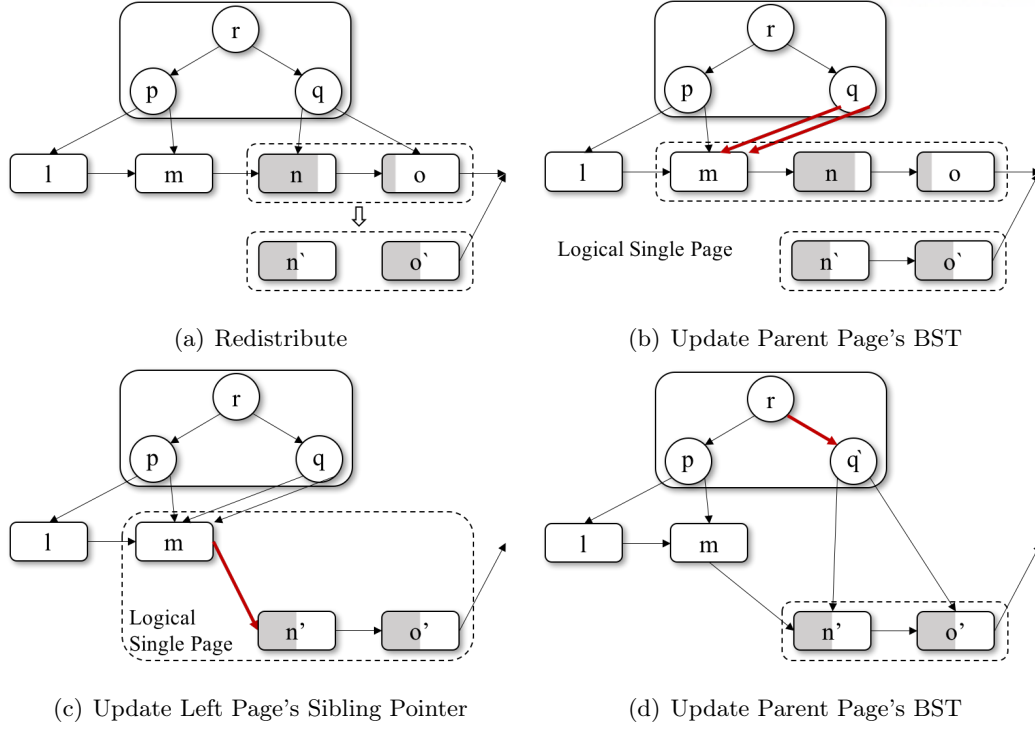 r
p q
l m n o
n` o`
(a) Redistribute
r
p q
l m n o
Logical Single Page
n` o`
(b) Update Parent Page's BST
r
p q
l m
Logical
Single Page
n’ o’
(c) Update Left Page's Sibling Pointer
r
p q`
l m
n’ o’
(d) Update Parent Page's BST